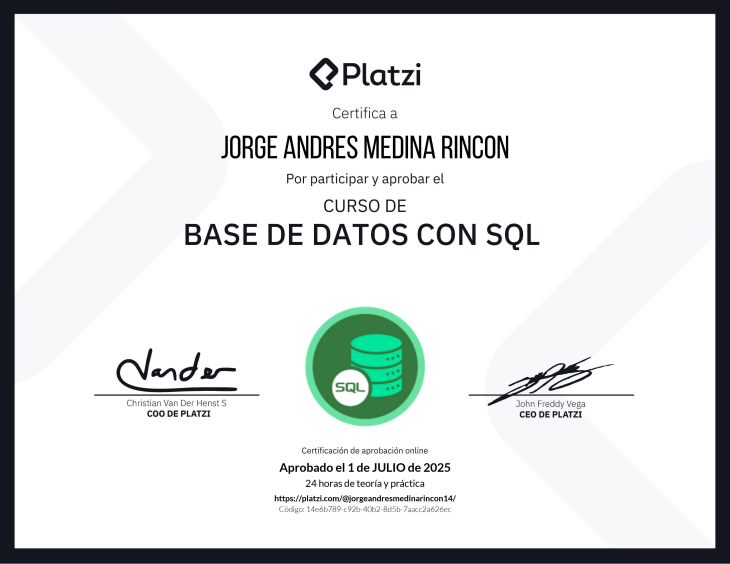 Platzi
Certifica a
JORGE ANDRES MEDINA RINCON
Por participar y aprobar el
CURSO DE
BASE DE DATOS CON SQL
SQL
Vander
Christian Van Der Henst S
COO DE PLATZI
John Freddy Vega
CEO DE PLATZI
Certificación de aprobación online
Aprobado el 1 de JULIO de 2025
24 horas de teoría y práctica
https://platzi.com/@jorgeandresmedinarincon14/
Código: 14e6b789-c92b-40b2-8d5b-7aacc2a626ec